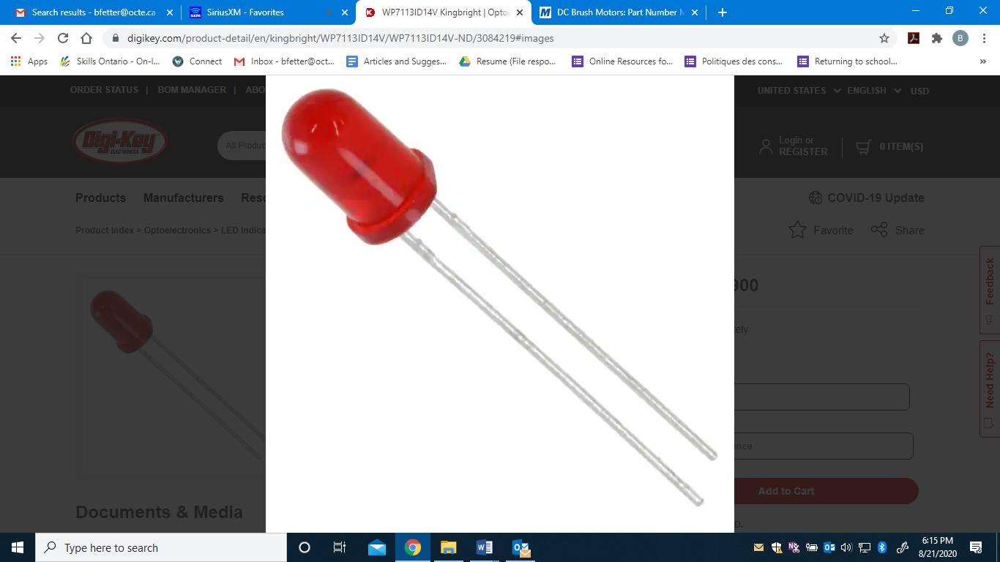 Search results - bfetter@octe.ca
SiriusXM - Favorites
WP7113ID14V Kingbright | Opto
DC Brush Motors: Part Number
digikey.com/product-detail/en/kingbright/WP7113ID14V/WP7113ID14V-ND/3084219#images
B
Apps
Skills Ontario - On-l...
Connect
Inbox - bfetter@oct...
Articles and Sugges...
Resume (File respo...
Online Resources fo...
Politiques des cons...
Returning to school...
»
ORDER STATUS | BOM MANAGER | ABO
UNITED STATES ENGLISH USD
Digi-Key
ELECTRONICS
All Produc
Login or
REGISTER
0 ITEM(S)
Products Manufacturers Reso
COVID-19 Update
Product Index > Optoelectronics > LED Indica
Favorite Share
Feedback
900
ely
Need Help?
ence
Add to Cart
Documents & Media
D.
Type here to search
6:15 PM
8/21/2020